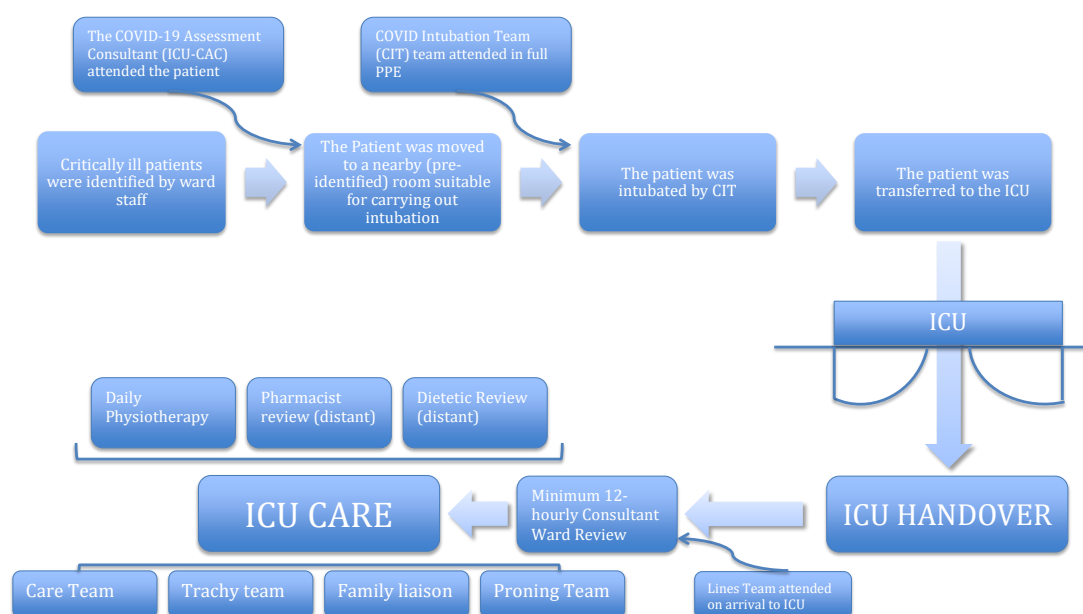 The COVID-19 Assessment
Consultant (ICU-CAC)
attended the patient
COVID Intubation Team
(CIT) team attended in full
PPE
Critically ill patients
were identified by ward
staff
The Patient was moved
to a nearby (pre-
identified) room suitable
for carrying out
intubation
The patient was
intubated by CIT
The patient was
transferred to the ICU
ICU
Daily
Physiotherapy
Pharmacist
review (distant)
Dietetic Review
(distant)
ICU CARE
Minimum 12-
hourly Consultant
Ward Review
ICU HANDOVER
Care Team
Trachy team
Family liaison
Proning Team
Lines Team attended
on arrival to ICU